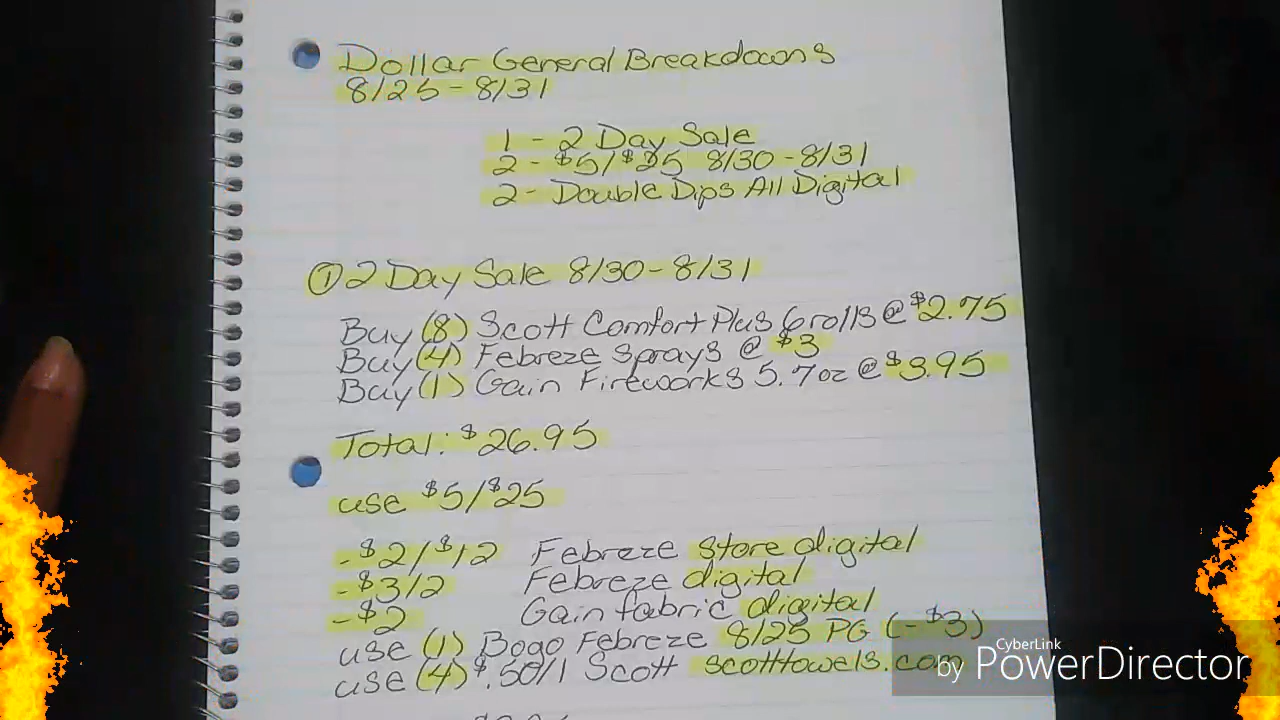 Dollar General Breakdowns
8/25 - 8/31
1 - 2 Day Sale
2 - $5/$25 8/30 - 8/31
2 - Double Dips All Digital
① 2 Day Sale 8/30 - 8/31
Buy (8) Scott Comfort Plus 6 rolls @ $2.75
Buy (4) Febreze Sprays @ $3
Buy (1) Gain Fireworks 5.7oz @ $3.95
Total: $26.95
use $5/$25
- $2/$12 Febreze store digital
- $3/2 Febreze digital
- $2 Gain fabric digital
use (1) Bogo Febreze 8/25 PG (-$3)
use (4) $.50/1 Scott scotttowels.com
CyberLink
by PowerDirector